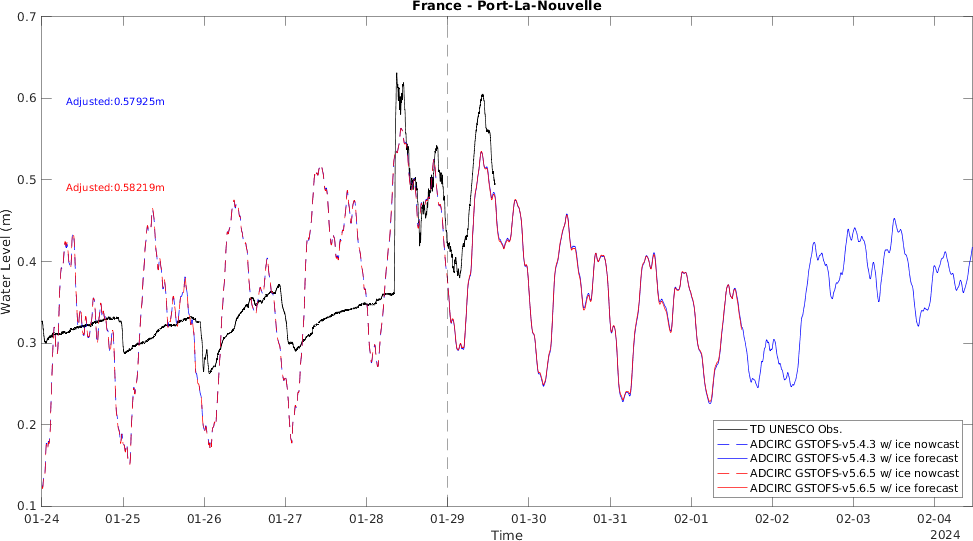 France - Port-La-Nouvelle
Water Level (m)
0.7
0.6
0.5
0.4
0.3
0.2
0.1
Adjusted:0.57925m
Adjusted:0.58219m
TD UNESCO Obs.
ADCIRC GSTOFS-v5.4.3 w/ ice nowcast
ADCIRC GSTOFS-v5.4.3 w/ ice forecast
ADCIRC GSTOFS-v5.6.5 w/ ice nowcast
ADCIRC GSTOFS-v5.6.5 w/ ice forecast
01-24 01-25 01-26 01-27 01-28 01-29 01-30 01-31 02-01 02-02 02-03 02-04
Time
2024